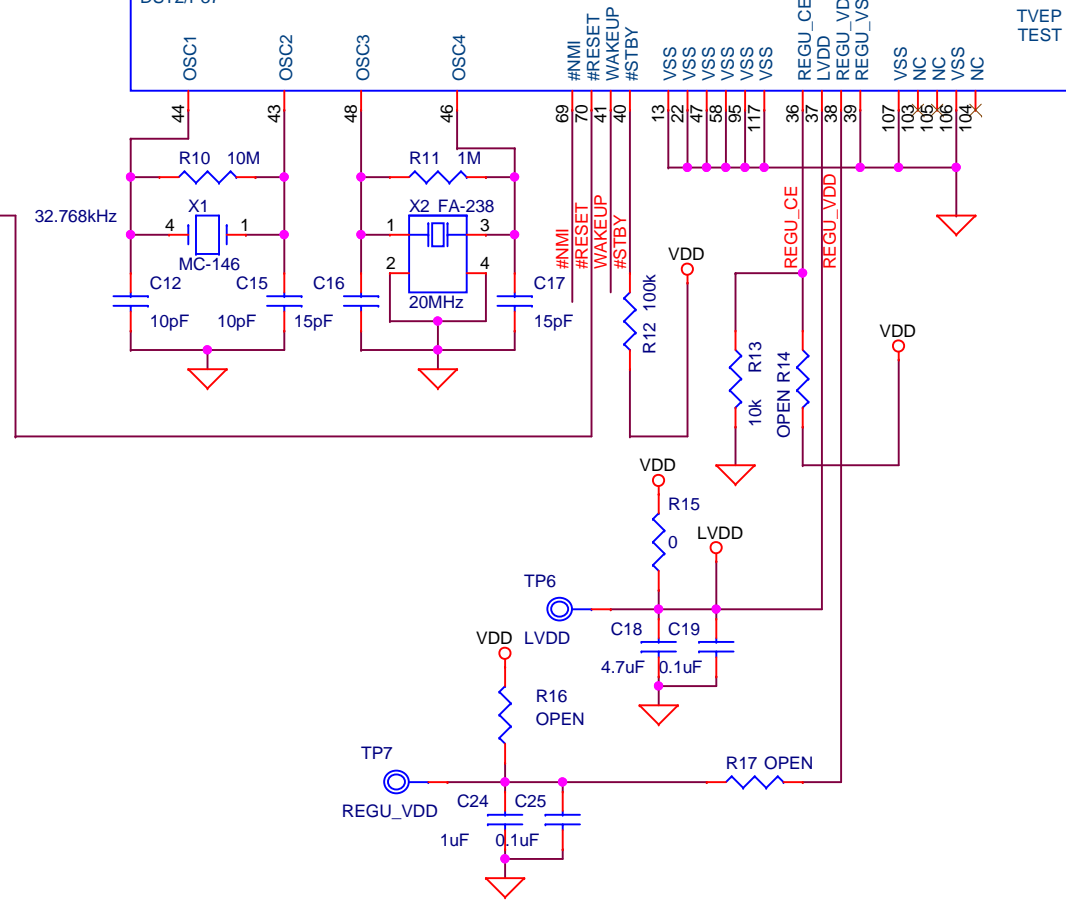 TVEP
TEST
OSC1
OSC2
OSC3
OSC4
#NMI
#RESET
WAKEUP
#STBY
VSS
VSS
VSS
VSS
VSS
VSS
REGU_CE
LVDD
REGU_VD
REGU_VS
VSS
NC
NC
VSS
NC
44
43
48
46
69
70
41
40
13
22
47
58
95
117
36
37
38
39
107
103
105
106
104
R10 10M
R11 1M
32.768kHz
X1
4
1
MC-146
X2 FA-238
1
3
2
4
20MHz
C12
10pF
C15
10pF
C16
15pF
C17
15pF
#NMI
#RESET
WAKEUP
#STBY
REGU_CE
REGU_VDD
VDD
R12 100k
R13
10k
OPEN R14
VDD
VDD
R15
0
LVDD
TP6
LVDD
C18
4.7uF
C19
0.1uF
VDD
R16
OPEN
TP7
REGU_VDD
R17 OPEN
C24
1uF
C25
0.1uF